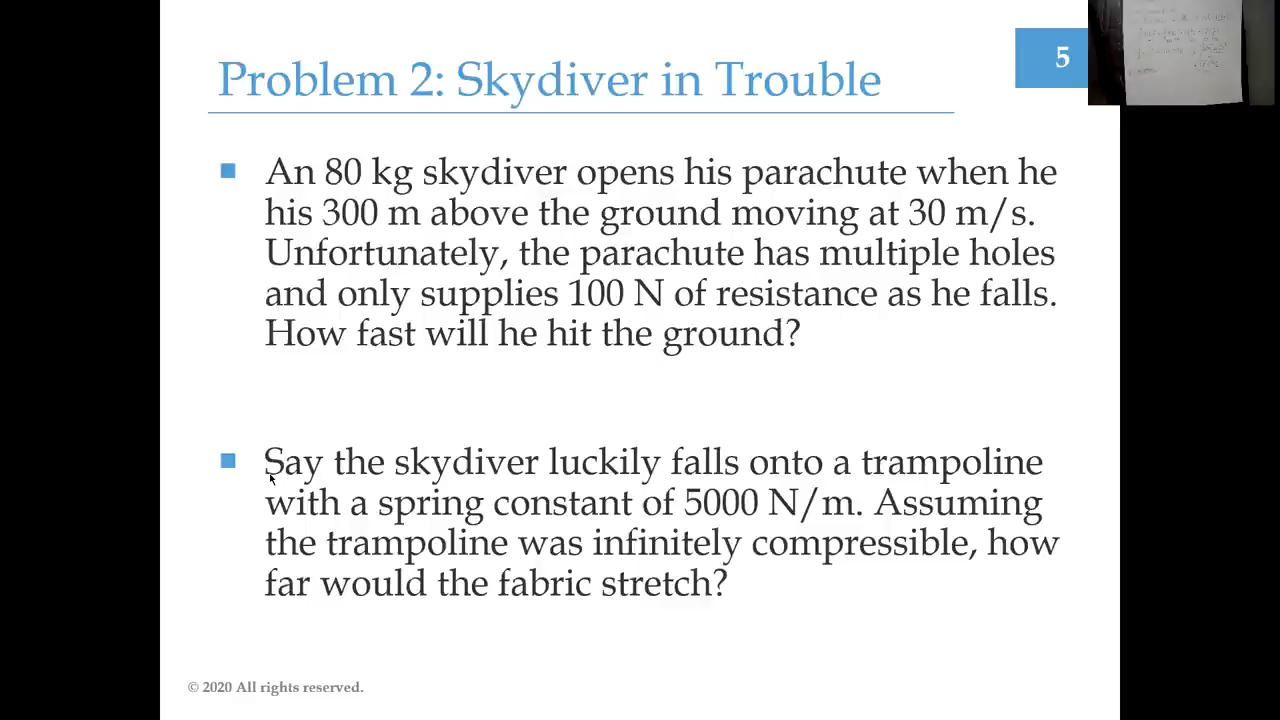 Problem 2: Skydiver in Trouble
5
An 80 kg skydiver opens his parachute when he
his 300 m above the ground moving at 30 m/s.
Unfortunately, the parachute has multiple holes
and only supplies 100 N of resistance as he falls.
How fast will he hit the ground?
Say the skydiver luckily falls onto a trampoline
with a spring constant of 5000 N/m. Assuming
the trampoline was infinitely compressible, how
far would the fabric stretch?
© 2020 All rights reserved.